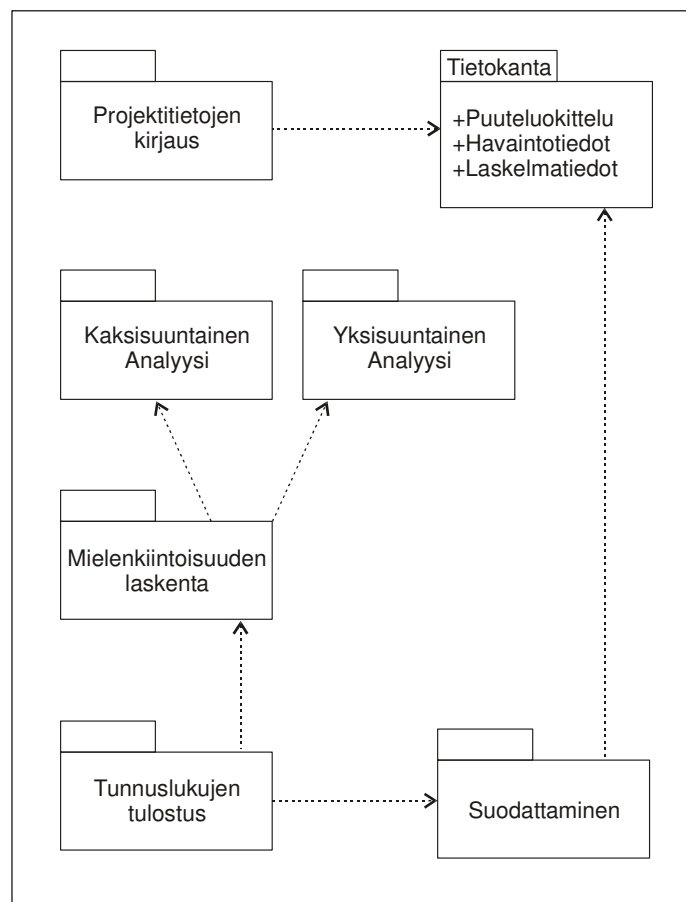 Projektitietojen
kirjaus
Tietokanta
+Puuteluokittelu
+Havaintotiedot
+Laskelmatiedot
Kaksisuuntainen
Analyysi
Yksisuuntainen
Analyysi
Mielenkiintoisuuden
laskenta
Tunnuslukujen
tulostus
Suodattaminen